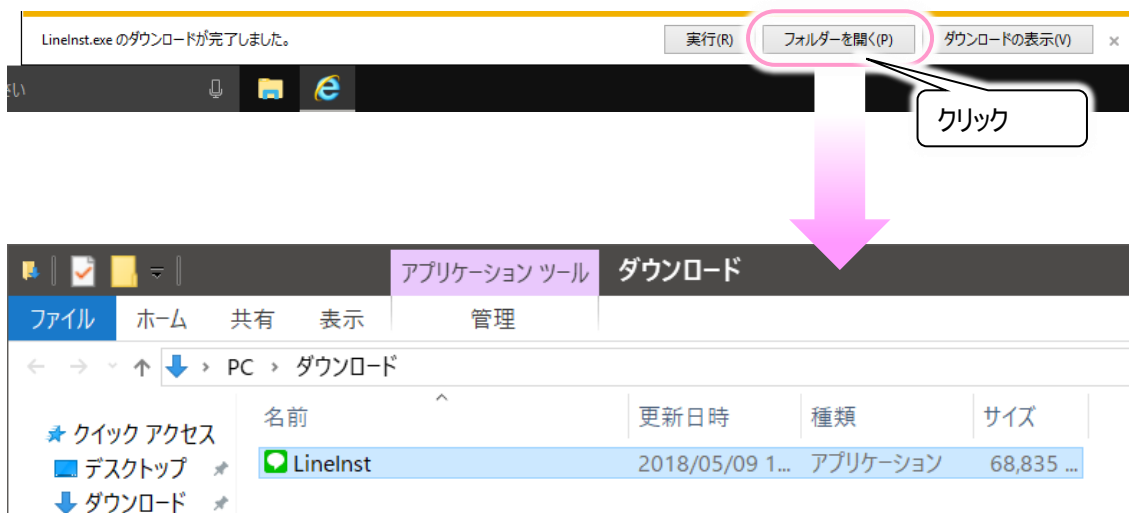 LineInst.exe のダウンロードが完了しました。 実行(R) フォルダーを開く(P) ダウンロードの表示(V) ×
さい
クリック
アプリケーション ツール ダウンロード
ファイル ホーム 共有 表示 管理
PC › ダウンロード
名前 更新日時 種類 サイズ
クイック アクセス
LineInst 2018/05/09 1... アプリケーション 68,835 ...
デスクトップ
ダウンロード